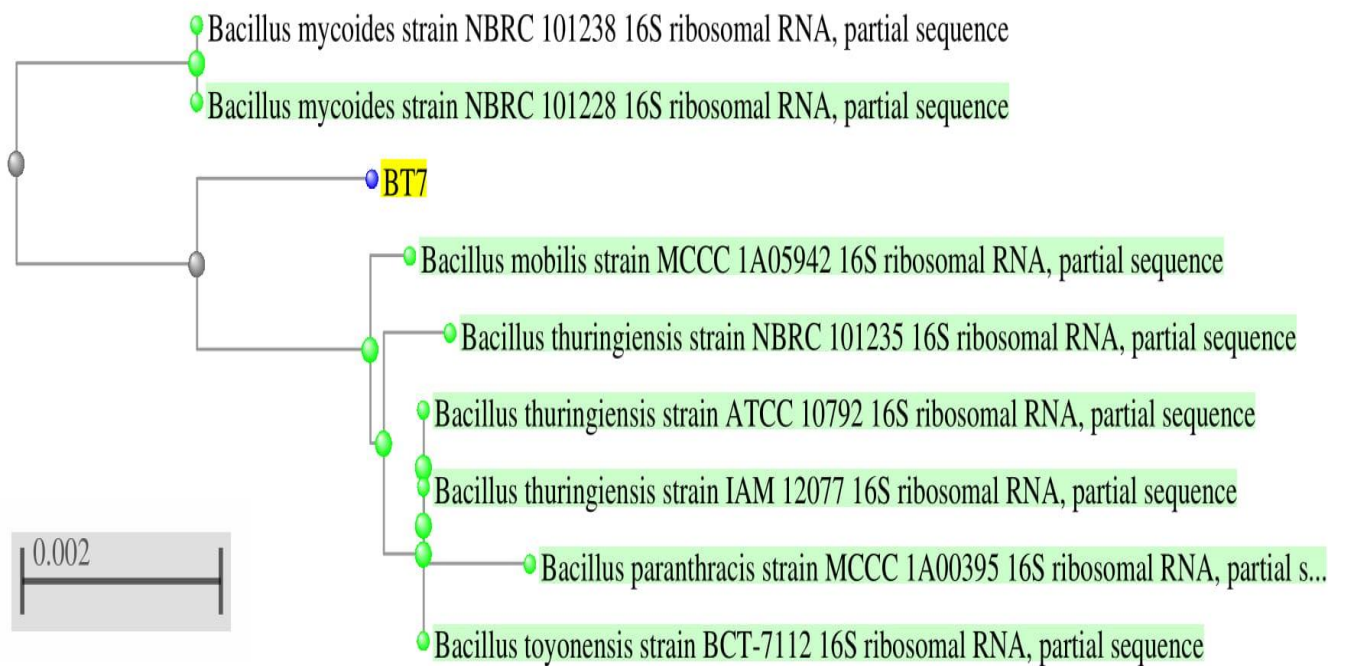 Bacillus mycoides strain NBRC 101238 16S ribosomal RNA, partial sequence
Bacillus mycoides strain NBRC 101228 16S ribosomal RNA, partial sequence
BT7
Bacillus mobilis strain MCCC 1A05942 16S ribosomal RNA, partial sequence
Bacillus thuringiensis strain NBRC 101235 16S ribosomal RNA, partial sequence
Bacillus thuringiensis strain ATCC 10792 16S ribosomal RNA, partial sequence
Bacillus thuringiensis strain IAM 12077 16S ribosomal RNA, partial sequence
0.002
Bacillus paranthracis strain MCCC 1A00395 16S ribosomal RNA, partial s...
Bacillus toyonensis strain BCT-7112 16S ribosomal RNA, partial sequence